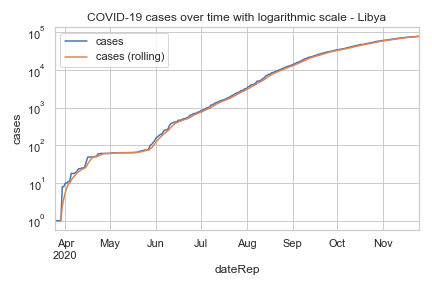 COVID-19 cases over time with logarithmic scale - Libya
cases
cases (rolling)
10⁵
10⁴
10³
10²
10¹
10⁰
cases
Apr
2020
May
Jun
Jul
Aug
Sep
Oct
Nov
dateRep